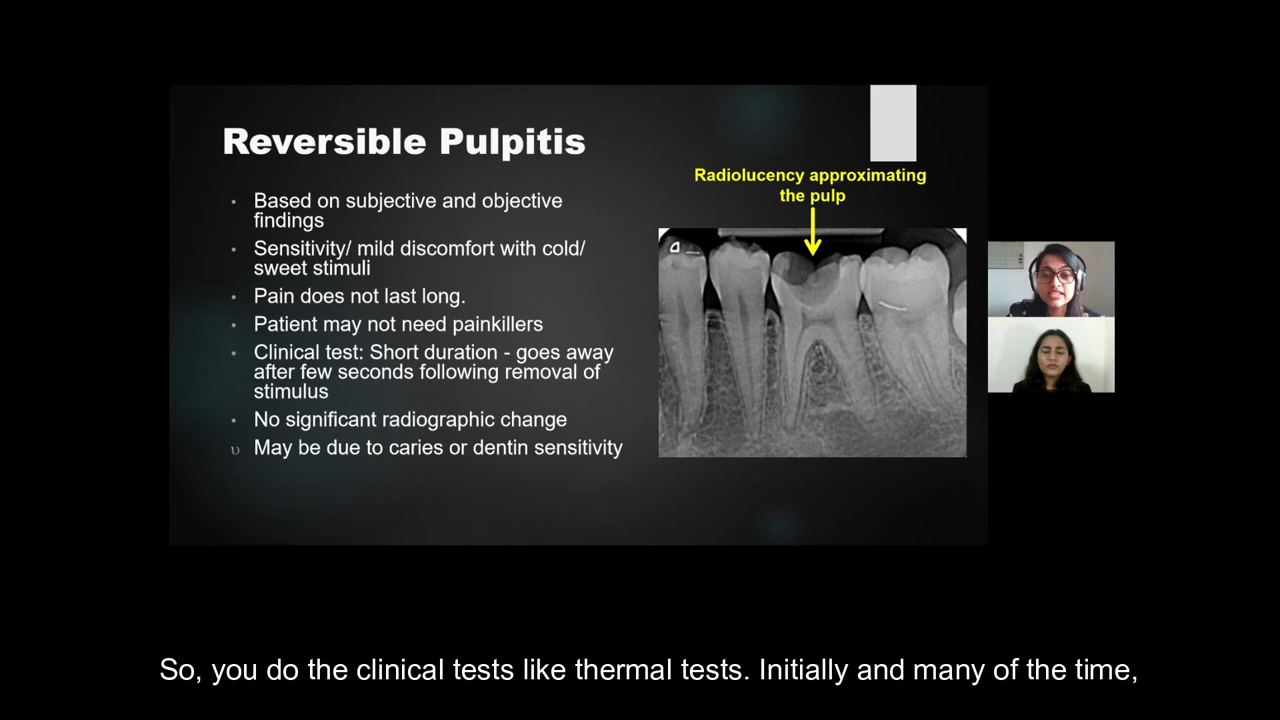 Reversible Pulpitis
Based on subjective and objective
findings
Sensitivity/ mild discomfort with cold/
sweet stimuli
Pain does not last long.
Patient may not need painkillers
Clinical test: Short duration - goes away
after few seconds following removal of
stimulus
No significant radiographic change
υ May be due to caries or dentin sensitivity
Radiolucency approximating
the pulp
So, you do the clinical tests like thermal tests. Initially and many of the time,